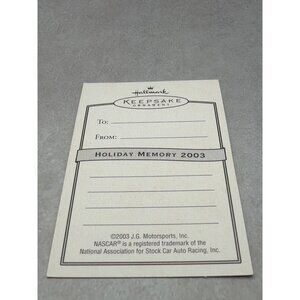 Hallmark
KEEPSAKE
ORNAMENT
TO:
FROM:
HOLIDAY MEMORY 2003
©2003 J.G. Motorsports, Inc.
NASCAR® is a registered trademark of the
National Association for Stock Car Auto Racing, Inc.